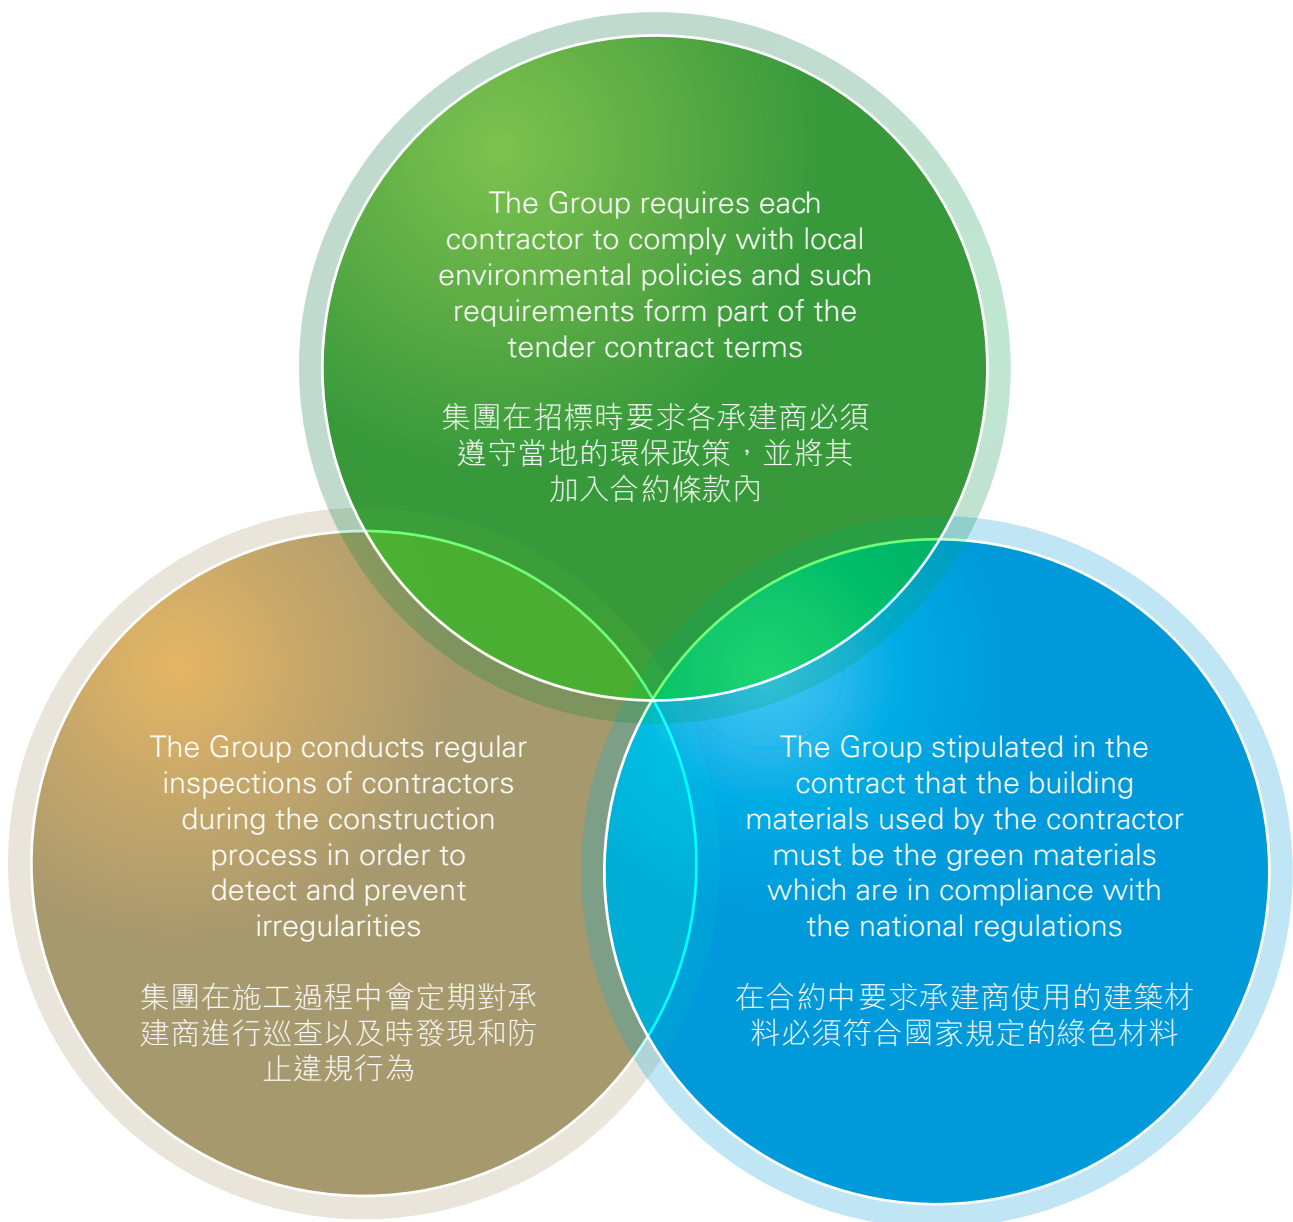 The Group requires each
contractor to comply with local
environmental policies and such
requirements form part of the
tender contract terms
集團在招標時要求各承建商必須
遵守當地的環保政策，並將其
加入合約條款內
The Group conducts regular
inspections of contractors
during the construction
process in order to
detect and prevent
irregularities
集團在施工過程中會定期對承
建商進行巡查以及時發現和防
止違規行為
The Group stipulated in the
contract that the building
materials used by the contractor
must be the green materials
which are in compliance with
the national regulations
在合約中要求承建商使用的建築材
料必須符合國家規定的綠色材料